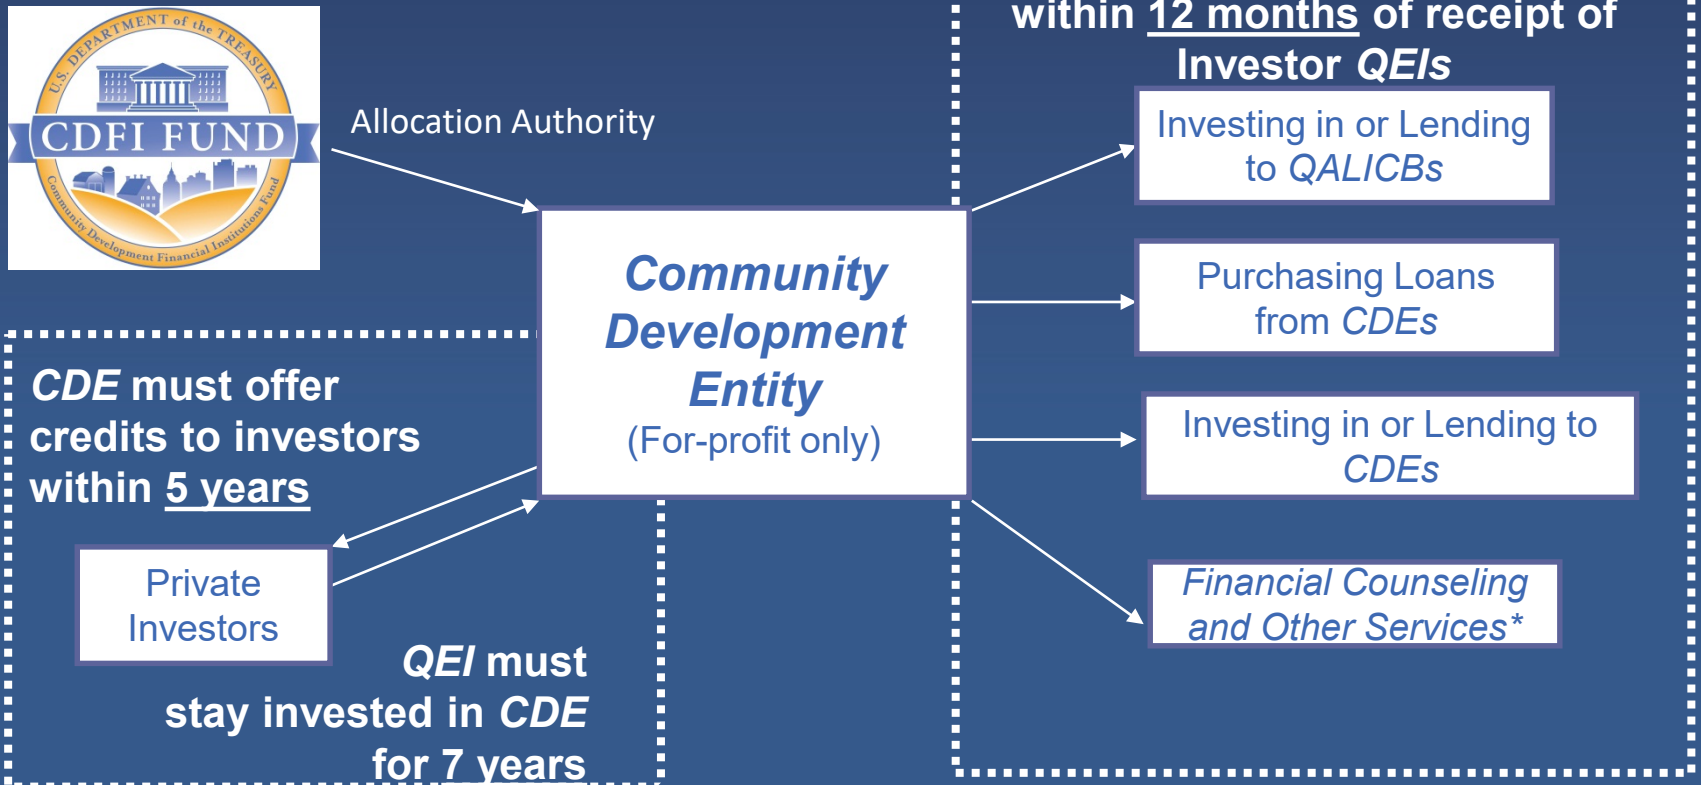 U.S. DEPARTMENT of the TREASURY
CDFI FUND
Community Development Financial Institutions Fund
Allocation Authority
within 12 months of receipt of
Investor QEIs
Investing in or Lending
to QALICBs
Purchasing Loans
from CDEs
Investing in or Lending to
CDEs
Financial Counseling
and Other Services*
Community
Development
Entity
(For-profit only)
CDE must offer
credits to investors
within 5 years
Private
Investors
QEI must
stay invested in CDE
for 7 years